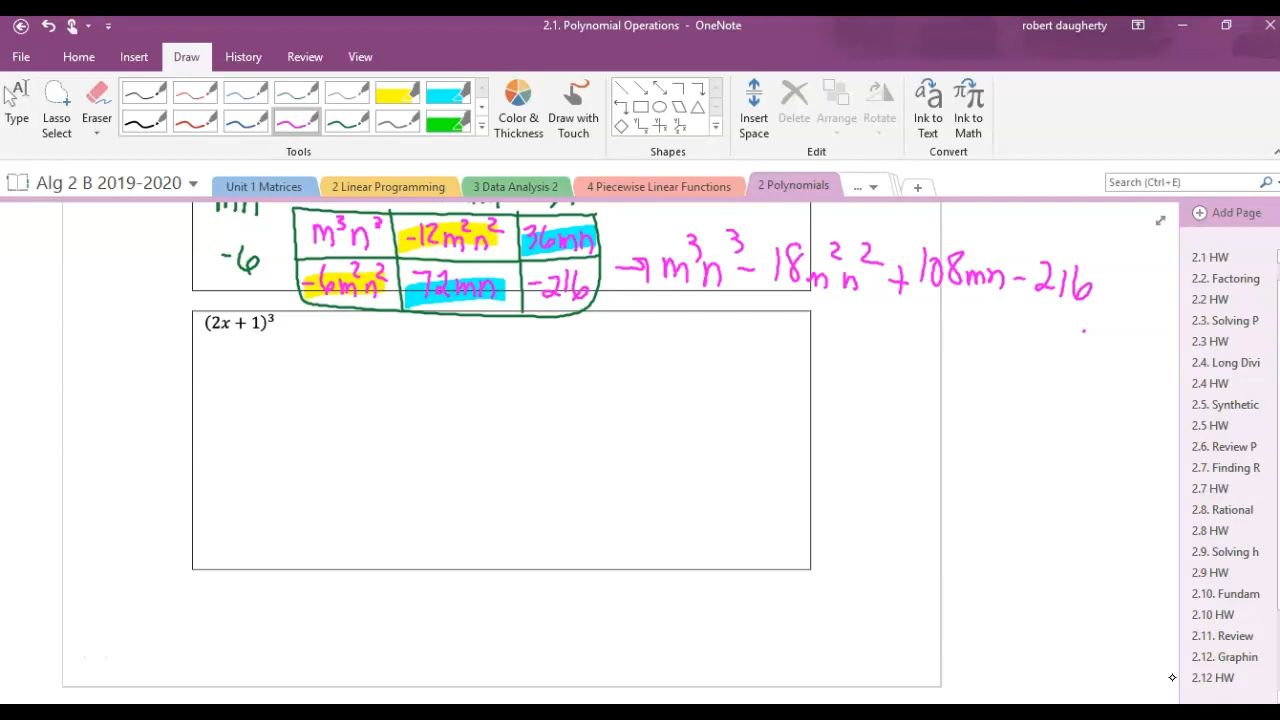 2.1. Polynomial Operations - OneNote
robert daugherty
File Home Insert Draw History Review View
Type
Lasso Select
Eraser
Color & Thickness
Draw with Touch
Insert Space
Delete
Arrange
Rotate
Ink to Text
Ink to Math
Tools
Shapes
Edit
Convert
Alg 2 B 2019-2020
Unit 1 Matrices
2 Linear Programming
3 Data Analysis 2
4 Piecewise Linear Functions
2 Polynomials
...
+
Search (Ctrl+E)
Add Page
mn
m³n³ -12m²n² 36mn
-6 -6m²n² 72mn -216
→ m³n³ - 18m²n² + 108mn - 216
(2x + 1)³
2.1 HW
2.2. Factoring
2.2 HW
2.3. Solving P
2.3 HW
2.4. Long Divi
2.4 HW
2.5. Synthetic
2.5 HW
2.6. Review P
2.7. Finding R
2.7 HW
2.8. Rational
2.8 HW
2.9. Solving h
2.9 HW
2.10. Fundam
2.10 HW
2.11. Review
2.12. Graphin
2.12 HW